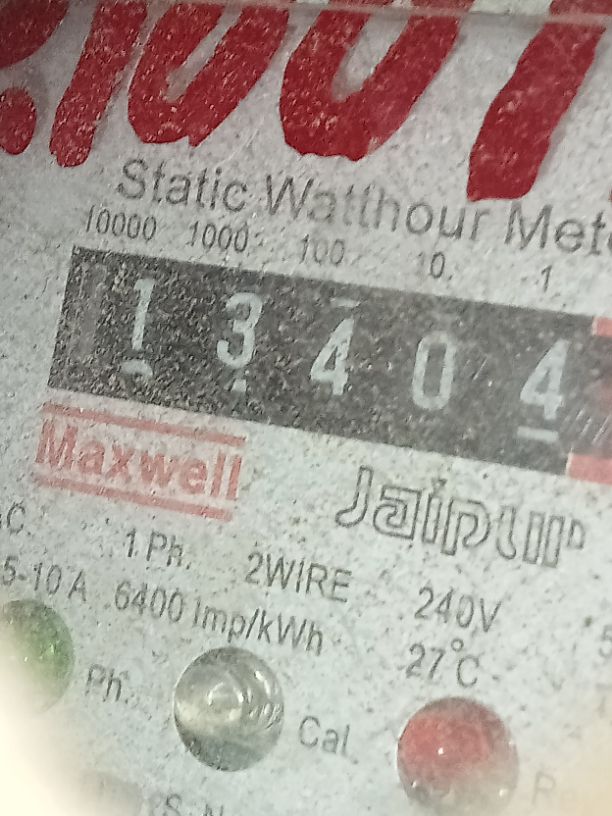 Static Watthour
10000 1000 100 10 1
1 3 4 0 4
Maxwell
Jaipur
1 Ph. 2WIRE 240V
5-10 A 6400 Imp/kWh 27°C
Ph. Cal